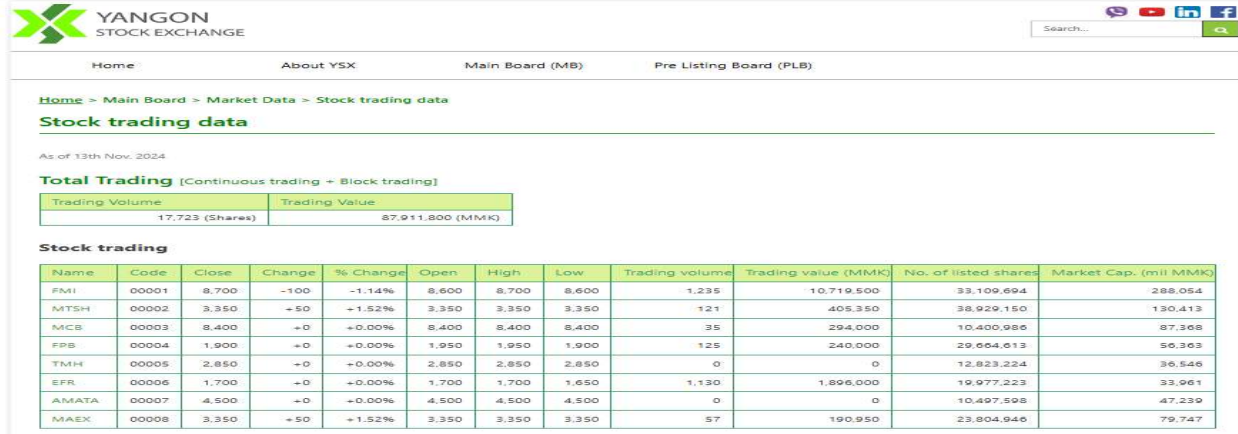 YANGON
STOCK EXCHANGE
Search...
Home About YSX Main Board (MB) Pre Listing Board (PLB)
Home > Main Board > Market Data > Stock trading data
Stock trading data
As of 13th Nov. 2024
Total Trading [Continuous trading + Block trading]
Trading Volume Trading Value
17,723 (Shares) 87,911,800 (MMK)
Stock trading
Name Code Close Change % Change Open High Low Trading volume Trading value (MMK) No. of listed shares Market Cap. (mil MMK)
FMI 00001 8,700 -100 -1.14% 8,600 8,700 8,600 1,235 10,719,500 33,109,694 288,054
MTSH 00002 3,350 +50 +1.52% 3,350 3,350 3,350 121 405,350 38,929,150 130,413
MCB 00003 8,400 +0 +0.00% 8,400 8,400 8,400 35 294,000 10,400,986 87,368
FPB 00004 1,900 +0 +0.00% 1,950 1,950 1,900 125 240,000 29,664,613 56,363
TMH 00005 2,850 +0 +0.00% 2,850 2,850 2,850 0 0 12,823,224 36,546
EFR 00006 1,700 +0 +0.00% 1,700 1,700 1,650 1,130 1,896,000 19,977,223 33,961
AMATA 00007 4,500 +0 +0.00% 4,500 4,500 4,500 0 0 10,497,598 47,239
MAEX 00008 3,350 +50 +1.52% 3,350 3,350 3,350 57 190,950 23,804,946 79,747